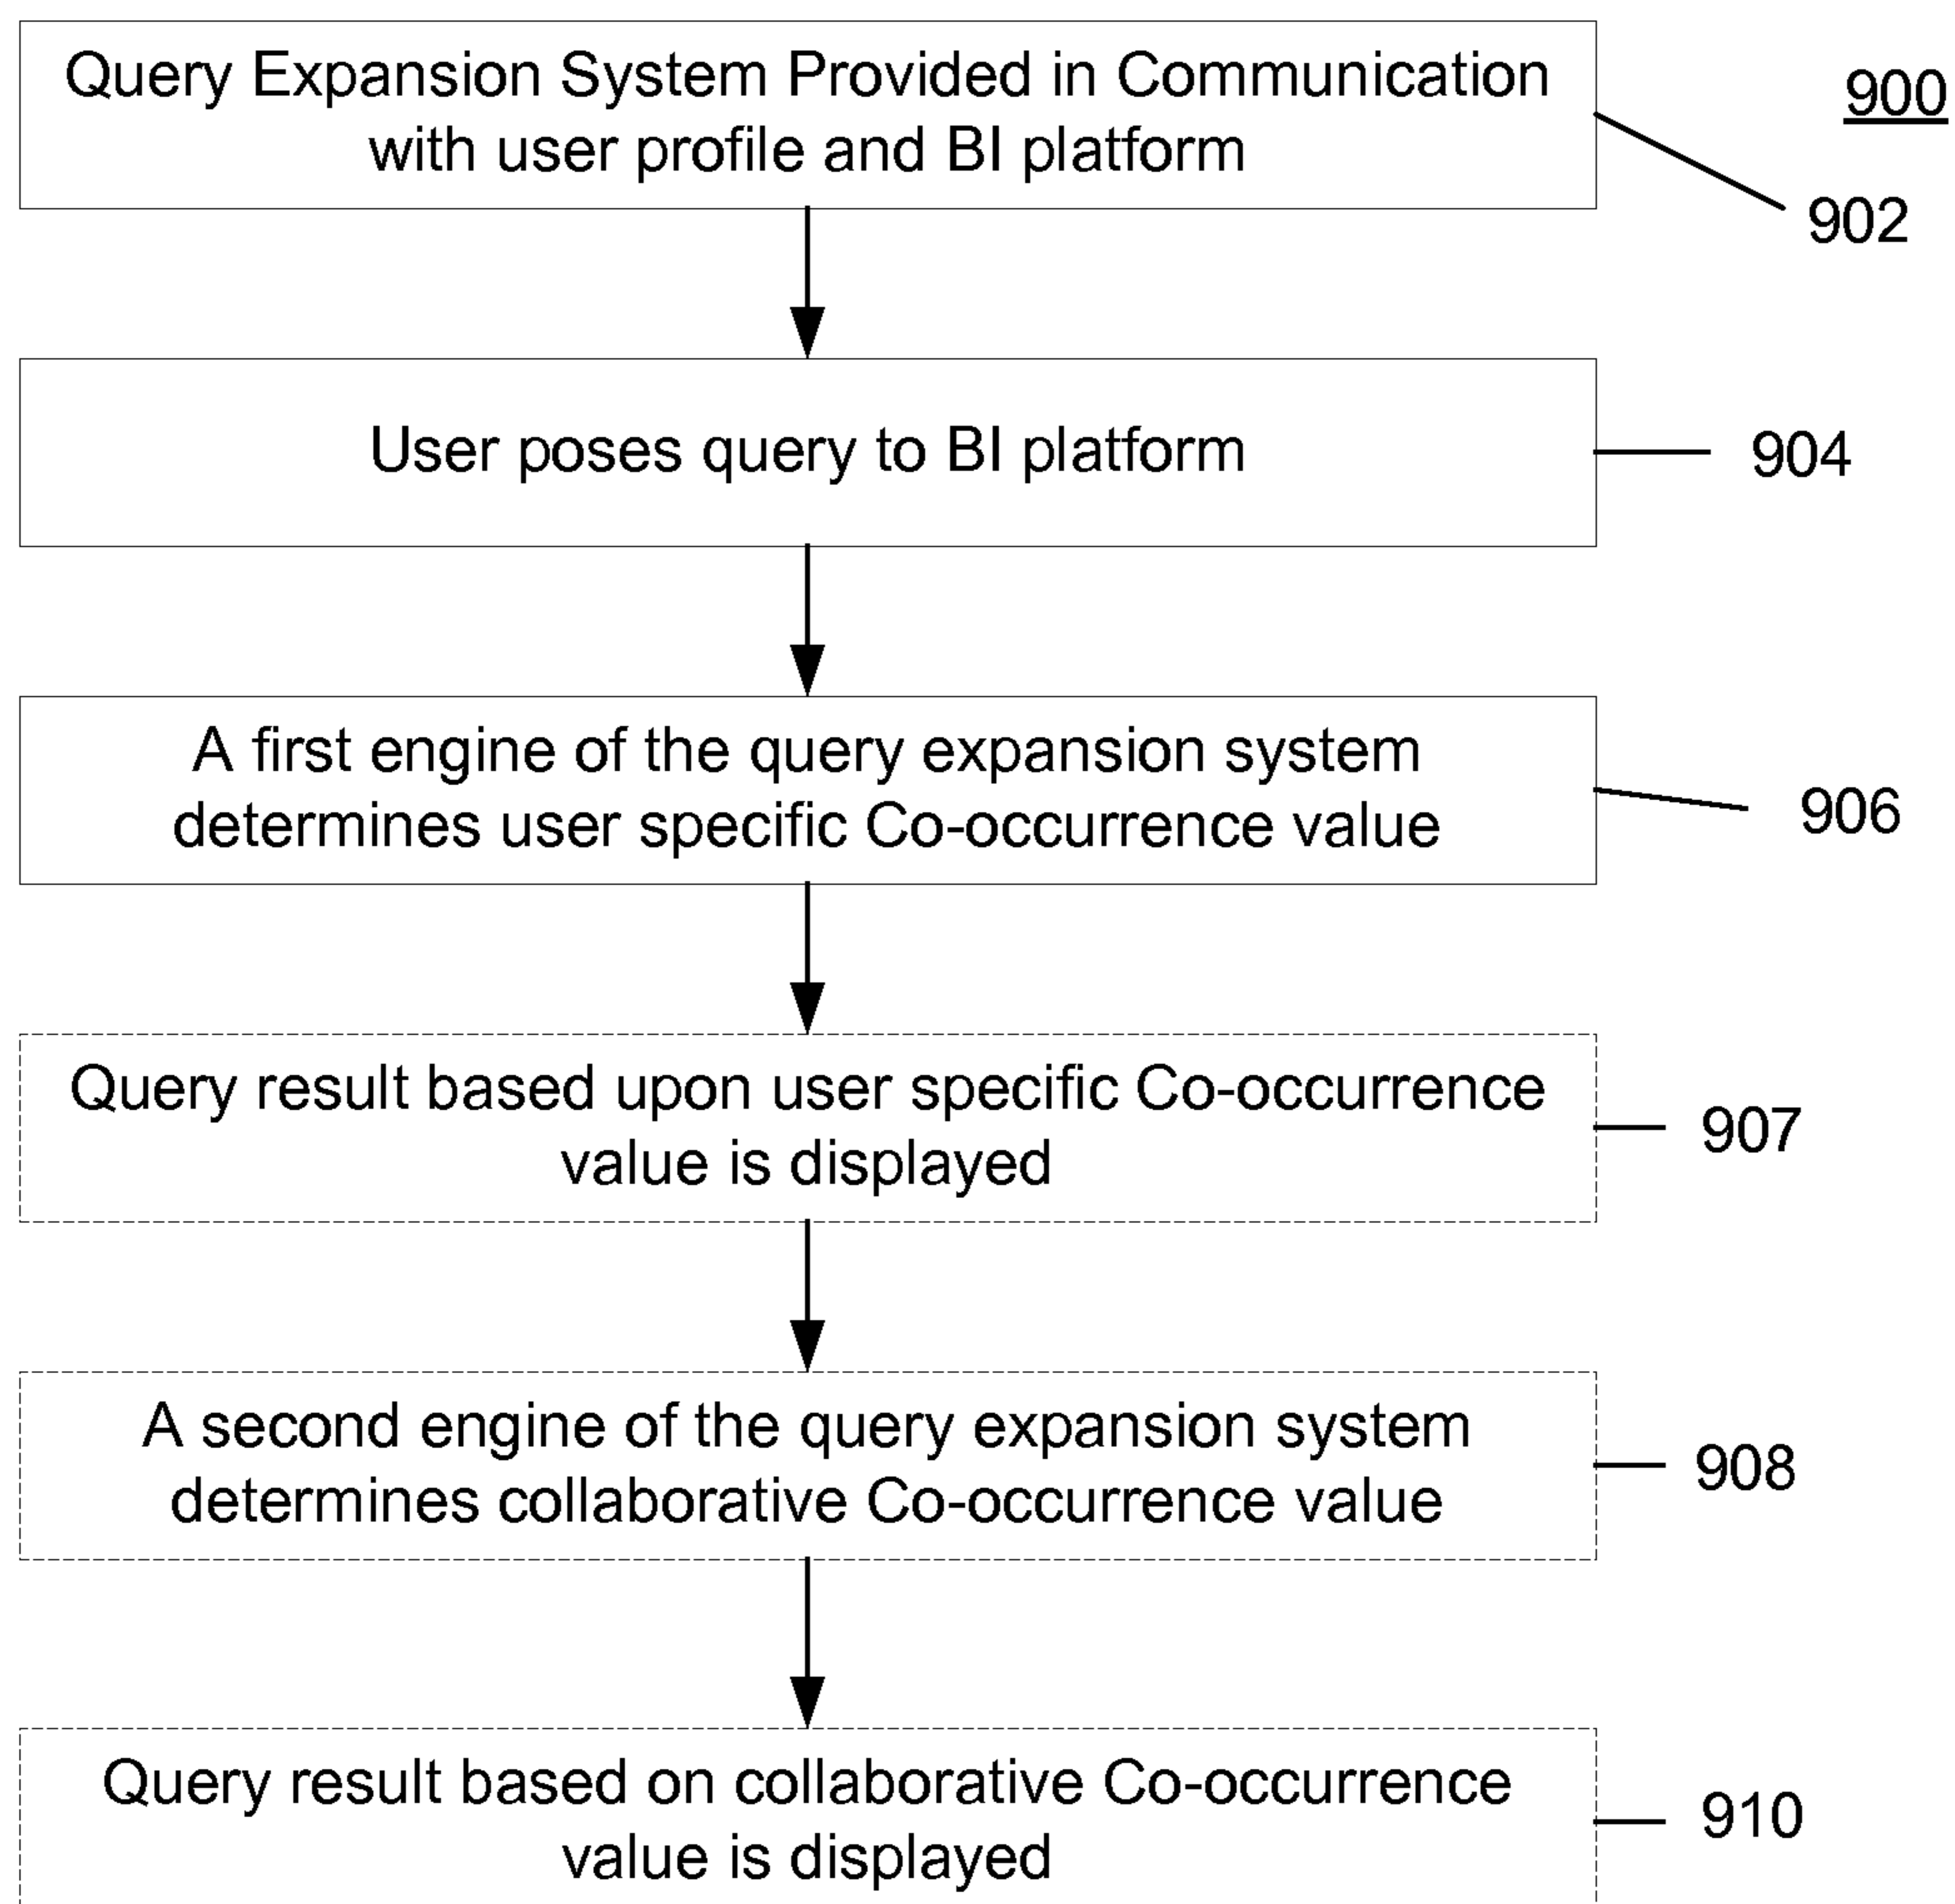 Query Expansion System Provided in Communication
with user profile and BI platform
900
902
User poses query to BI platform
904
A first engine of the query expansion system
determines user specific Co-occurrence value
906
Query result based upon user specific Co-occurrence
value is displayed
907
A second engine of the query expansion system
determines collaborative Co-occurrence value
908
Query result based on collaborative Co-occurrence
value is displayed
910